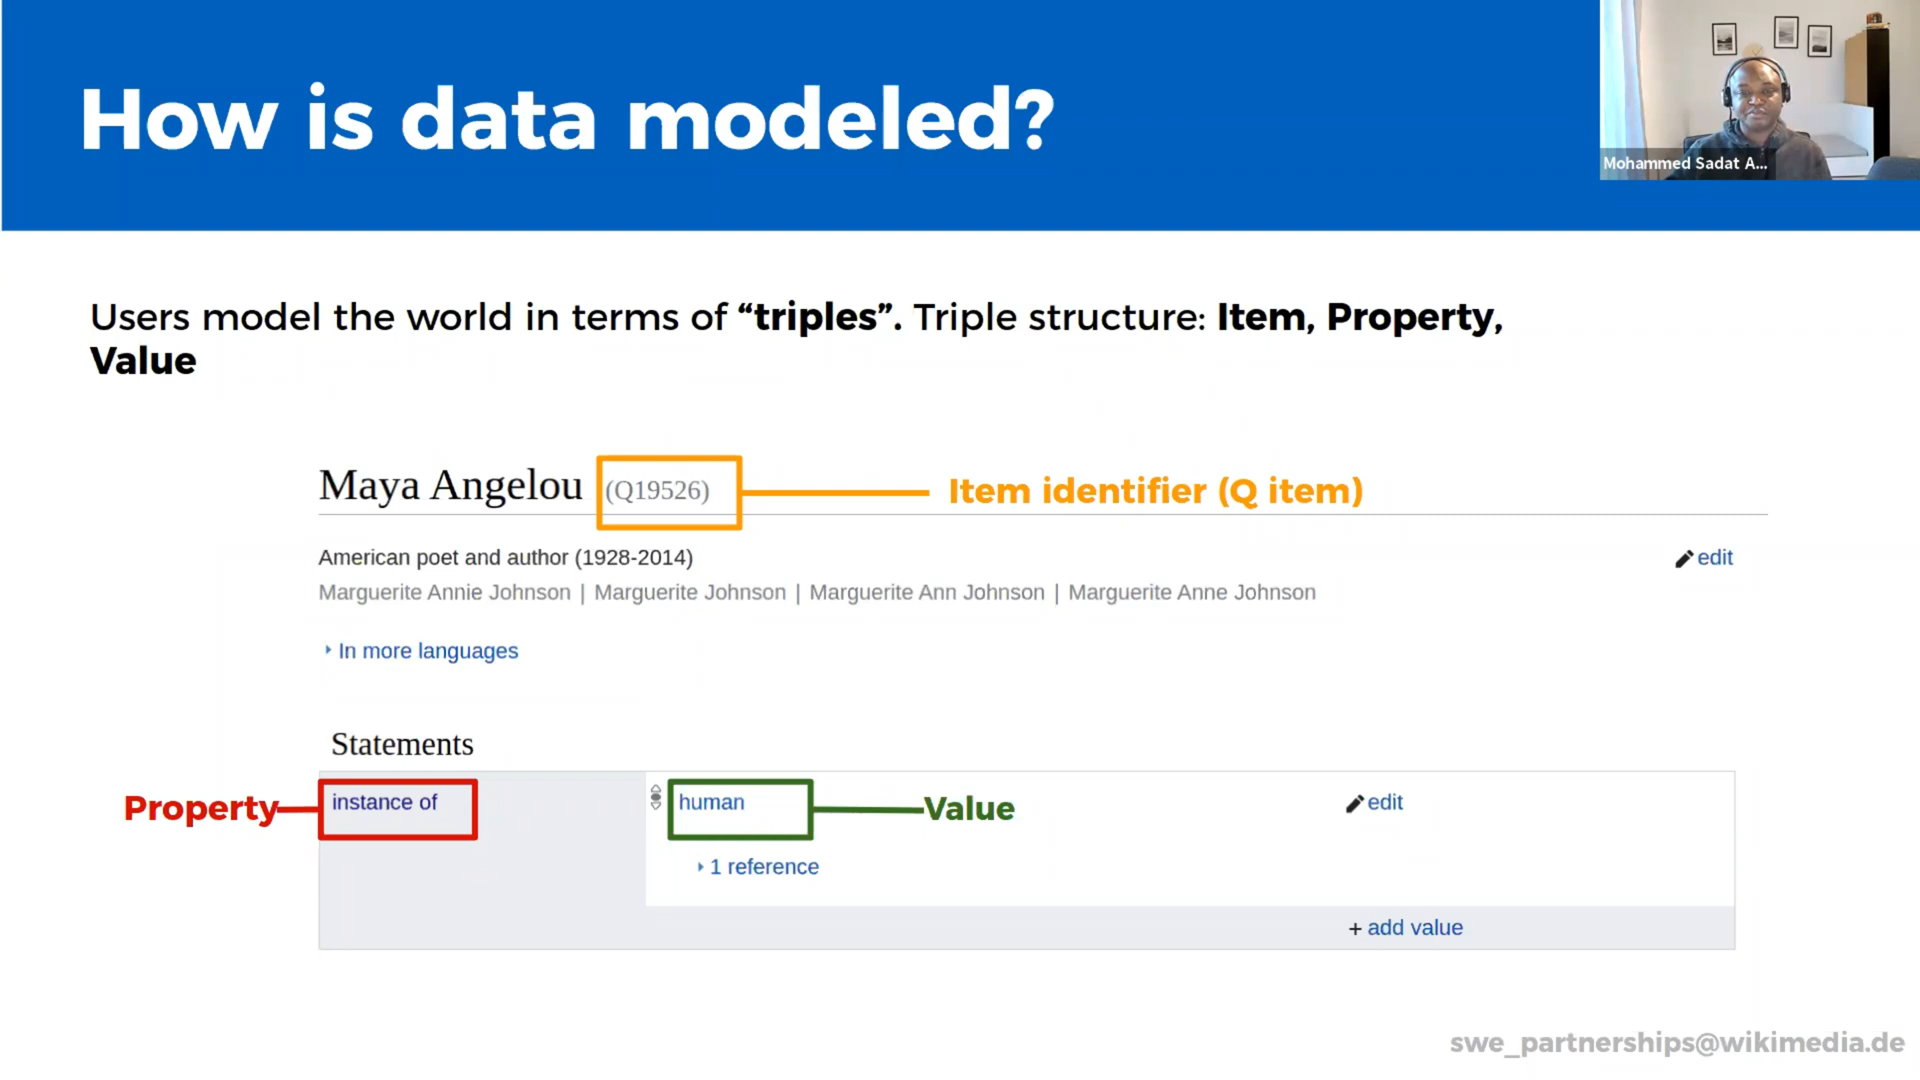 How is data modeled?
Mohammed Sadat A...
Users model the world in terms of “triples”. Triple structure: Item, Property,
Value
Maya Angelou (Q19526) Item identifier (Q item)
American poet and author (1928-2014) edit
Marguerite Annie Johnson | Marguerite Johnson | Marguerite Ann Johnson | Marguerite Anne Johnson
In more languages
Statements
Property instance of human Value edit
1 reference
+ add value
swe_partnerships@wikimedia.de